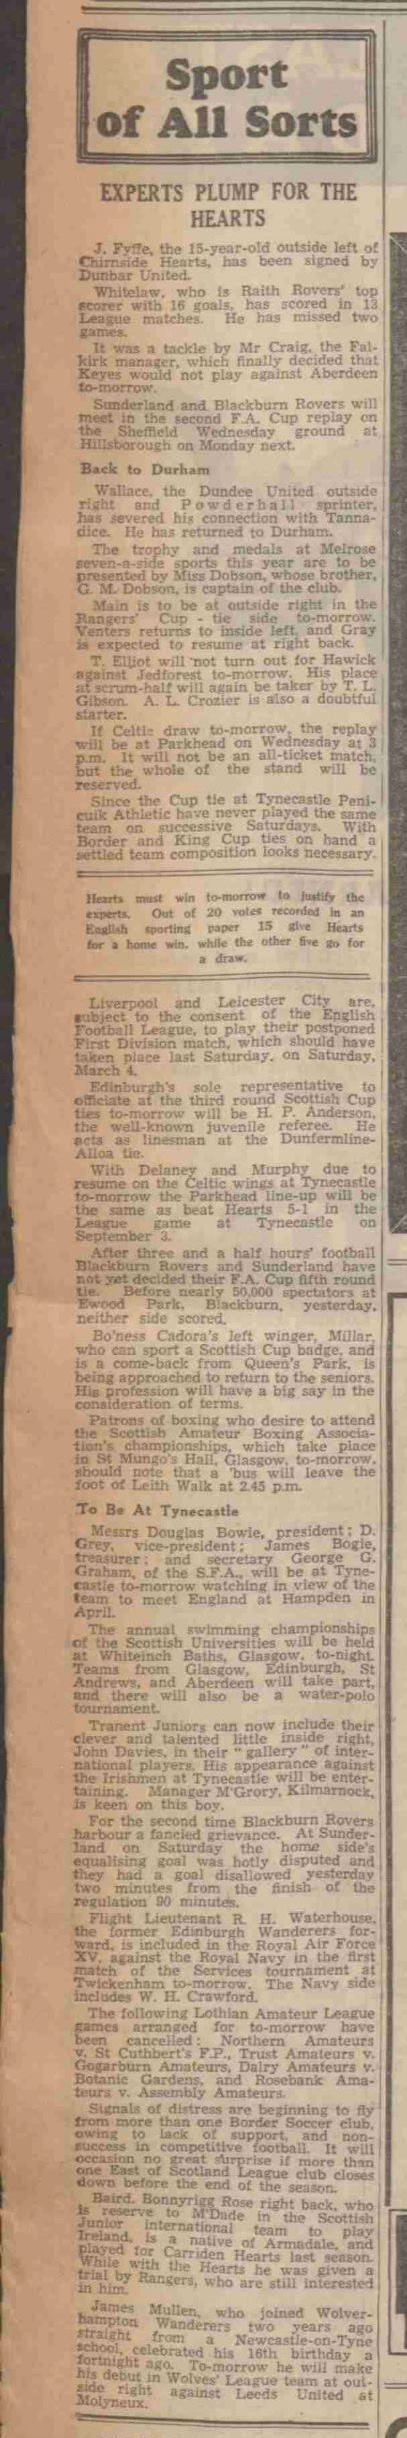 Sport
of All Sorts
EXPERTS PLUMP FOR THE
HEARTS
J. Fyffe, the 15-year-old outside left of
Chirnside Hearts, has been signed by
Dunbar United.
Whitelaw, who is Raith Rovers' top
scorer with 16 goals, has scored in 13
League matches. He has missed two
games.
It was a tackle by Mr Craig, the Fal-
kirk manager, which finally decided that
Keyes would not play against Aberdeen
to-morrow.
Sunderland and Blackburn Rovers will
meet in the second F.A. Cup replay on
the Sheffield Wednesday ground at
Hillsborough on Monday next.
Back to Durham
Wallace, the Dundee United outside
right and Powderhall sprinter,
has severed his connection with Tanna-
dice. He has returned to Durham.
The trophy and medals at Melrose
seven-a-side sports this year are to be
presented by Miss Dobson, whose brother,
G. M. Dobson, is captain of the club.
Main is to be at outside right in the
Rangers' Cup - tie side to-morrow.
Venters returns to inside left, and Gray
is expected to resume at right back.
T. Elliot will not turn out for Hawick
against Jedforest to-morrow. His place
at scrum-half will again be taker by T. L.
Gibson. A. L. Crozier is also a doubtful
starter.
If Celtic draw to-morrow, the replay
will be at Parkhead on Wednesday at 3
p.m. It will not be an all-ticket match,
but the whole of the stand will be
reserved.
Since the Cup tie at Tynecastle Peni-
cuik Athletic have never played the same
team on successive Saturdays. With
Border and King Cup ties on hand a
settled team composition looks necessary.
Hearts must win to-morrow to justify the
experts. Out of 20 votes recorded in an
English sporting paper 15 give Hearts
for a home win, while the other five go for
a draw.
Liverpool and Leicester City are,
subject to the consent of the English
Football League, to play their postponed
First Division match, which should have
taken place last Saturday, on Saturday,
March 4.
Edinburgh's sole representative to
officiate at the third round Scottish Cup
ties to-morrow will be H. P. Anderson,
the well-known juvenile referee. He
acts as linesman at the Dunfermline-
Alloa tie.
With Delaney and Murphy due to
resume on the Celtic wings at Tynecastle
to-morrow the Parkhead line-up will be
the same as beat Hearts 5-1 in the
League game at Tynecastle on
September 3.
After three and a half hours' football
Blackburn Rovers and Sunderland have
not yet decided their F.A. Cup fifth round
tie. Before nearly 50,000 spectators at
Ewood Park, Blackburn, yesterday,
neither side scored.
Bo'ness Cadora's left winger, Millar,
who can sport a Scottish Cup badge, and
is a come-back from Queen's Park, is
being approached to return to the seniors.
His profession will have a big say in the
consideration of terms.
Patrons of boxing who desire to attend
the Scottish Amateur Boxing Associa-
tion's championships, which take place
in St Mungo's Hall, Glasgow, to-morrow,
should note that a 'bus will leave the
foot of Leith Walk at 2.45 p.m.
To Be At Tynecastle
Messrs Douglas Bowie, president; D.
Grey, vice-president; James Bogie,
treasurer; and secretary George G.
Graham, of the S.F.A., will be at Tyne-
castle to-morrow watching in view of the
team to meet England at Hampden in
April.
The annual swimming championships
of the Scottish Universities will be held
at Whiteinch Baths, Glasgow, to-night.
Teams from Glasgow, Edinburgh, St
Andrews, and Aberdeen will take part,
and there will also be a water-polo
tournament.
Tranent Juniors can now include their
clever and talented little inside right,
John Davies, in their "gallery" of inter-
national players. His appearance against
the Irishmen at Tynecastle will be enter-
taining. Manager M'Grory, Kilmarnock,
is keen on this boy.
For the second time Blackburn Rovers
harbour a fancied grievance. At Sunder-
land on Saturday the home side's
equalising goal was hotly disputed and
they had a goal disallowed yesterday
two minutes from the finish of the
regulation 90 minutes.
Flight Lieutenant R. H. Waterhouse,
the former Edinburgh Wanderers for-
ward, is included in the Royal Air Force
XV. against the Royal Navy in the first
match of the Services tournament at
Twickenham to-morrow. The Navy side
includes W. H. Crawford.
The following Lothian Amateur League
games arranged for to-morrow have
been cancelled: Northern Amateurs
v. St Cuthbert's F.P., Trust Amateurs v.
Gogarburn Amateurs, Dalry Amateurs v.
Botanic Gardens, and Rosebank Ama-
teurs v. Assembly Amateurs.
Signals of distress are beginning to fly
from more than one Border Soccer club,
owing to lack of support, and non-
success in competitive football. It will
occasion no great surprise if more than
one East of Scotland League club closes
down before the end of the season.
Baird, Bonnyrigg Rose right back, who
is reserve to M'Dade in the Scottish
Junior international team to play
Ireland, is a native of Armadale, and
played for Carriden Hearts last season.
While with the Hearts he was given a
trial by Rangers, who are still interested
in him.
James Mullen, who joined Wolver-
hampton Wanderers two years ago
straight from a Newcastle-on-Tyne
school, celebrated his 16th birthday a
fortnight ago. To-morrow he will make
his debut in Wolves' League team at out-
side right against Leeds United at
Molyneux.